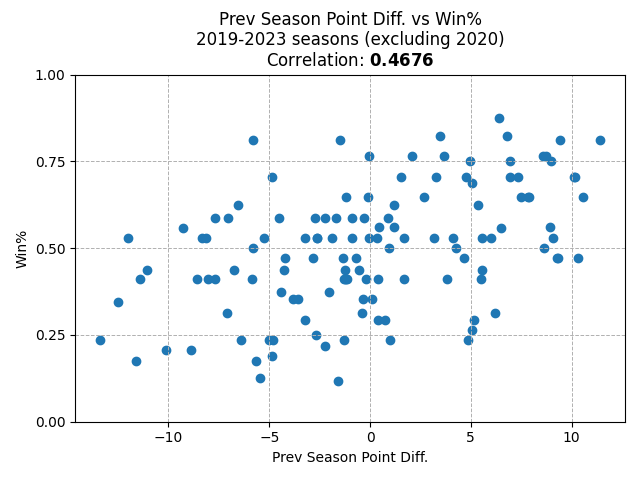 Prev Season Point Diff. vs Win%
2019-2023 seasons (excluding 2020)
Correlation: 0.4676
1.00
0.75
0.50
0.25
0.00
Win%
−10
−5
0
5
10
Prev Season Point Diff.